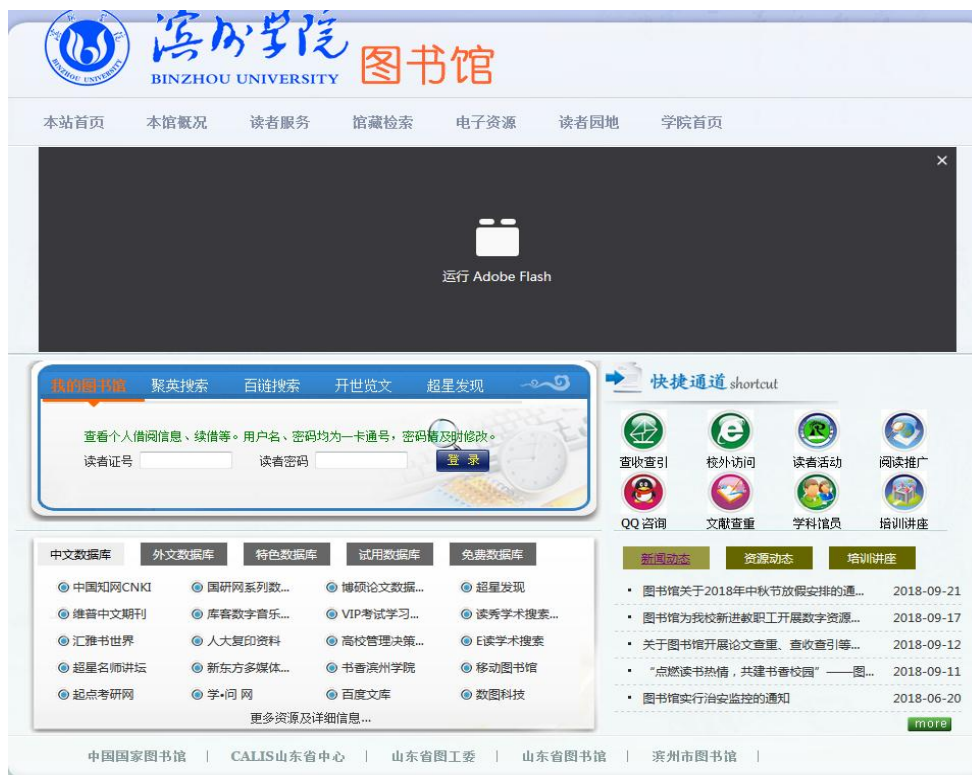 滨州学院
BINZHOU UNIVERSITY
图书馆
BINZHOU UNIVERSITY
本站首页 本馆概况 读者服务 馆藏检索 电子资源 读者园地 学院首页
运行 Adobe Flash
我的图书馆 聚英搜索 百链搜索 开世览文 超星发现
查看个人借阅信息、续借等。用户名、密码均为一卡通号，密码请及时修改。
读者证号 读者密码 登 录
快捷通道 shortcut
查收查引 校外访问 读者活动 阅读推广
QQ咨询 文献查重 学科馆员 培训讲座
中文数据库 外文数据库 特色数据库 试用数据库 免费数据库
中国知网CNKI 国研网系列数... 博硕论文数据... 超星发现
维普中文期刊 库客数字音乐... VIP考试学习... 读秀学术搜索...
汇雅书世界 人大复印资料 高校管理决策... E读学术搜索
超星名师讲坛 新东方多媒体... 书香滨州学院 移动图书馆
起点考研网 学•问 网 百度文库 数图科技
更多资源及详细信息...
新闻动态 资源动态 培训讲座
图书馆关于2018年中秋节放假安排的通... 2018-09-21
图书馆为我校新进教职工开展数字资源... 2018-09-17
关于图书馆开展论文查重、查收查引等... 2018-09-12
“点燃读书热情，共建书香校园”——图... 2018-09-11
图书馆实行治安监控的通知 2018-06-20
more
中国国家图书馆 | CALIS山东省中心 | 山东省图工委 | 山东省图书馆 | 滨州市图书馆 |